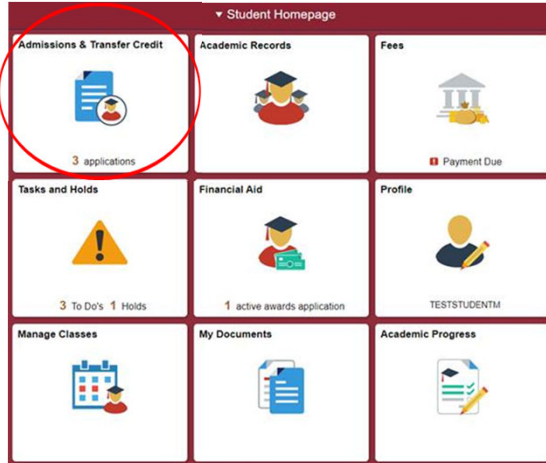 ▾ Student Homepage
Admissions & Transfer Credit
Academic Records
Fees
3 applications
! Payment Due
Tasks and Holds
Financial Aid
Profile
3 To Do's 1 Holds
1 active awards application
TESTSTUDENTM
Manage Classes
My Documents
Academic Progress